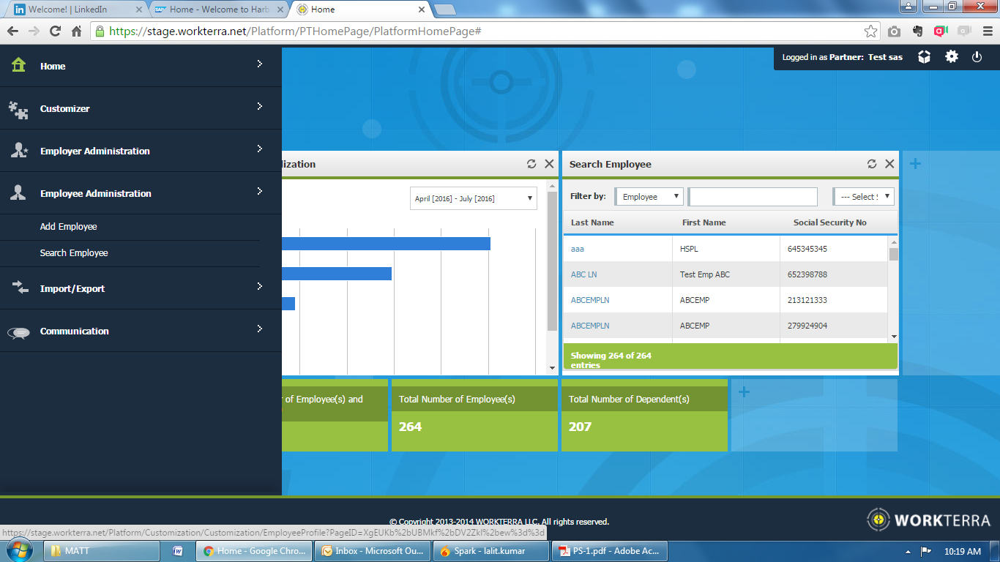 Welcome! | LinkedIn
Home - Welcome to Harb
Home
https://stage.workterra.net/Platform/PTHomePage/PlatformHomePage#
Logged in as Partner: Test sas
Home
Customizer
Employer Administration
Employee Administration
Add Employee
Search Employee
Import/Export
Communication
lization
April [2016] - July [2016]
Search Employee
Filter by: Employee --- Select
Last Name First Name Social Security No
aaa HSPL 645345345
ABC LN Test Emp ABC 652398788
ABCEMPLN ABCEMP 213121333
ABCEMPLN ABCEMP 279924904
Showing 264 of 264
entries
r of Employee(s) and
Total Number of Employee(s)
264
Total Number of Dependent(s)
207
© Copyright 2013-2014 WORKTERRA LLC. All rights reserved.
WORKTERRA
https://stage.workterra.net/Platform/Customization/Customization/EmployeeProfile?PageID=XgEUKb%2bUBMkf%2bDV2Zkl%2bew%3d%3d
MATT
Home - Google Chro...
Inbox - Microsoft Ou...
Spark - lalit.kumar
PS-1.pdf - Adobe Ac...
10:19 AM